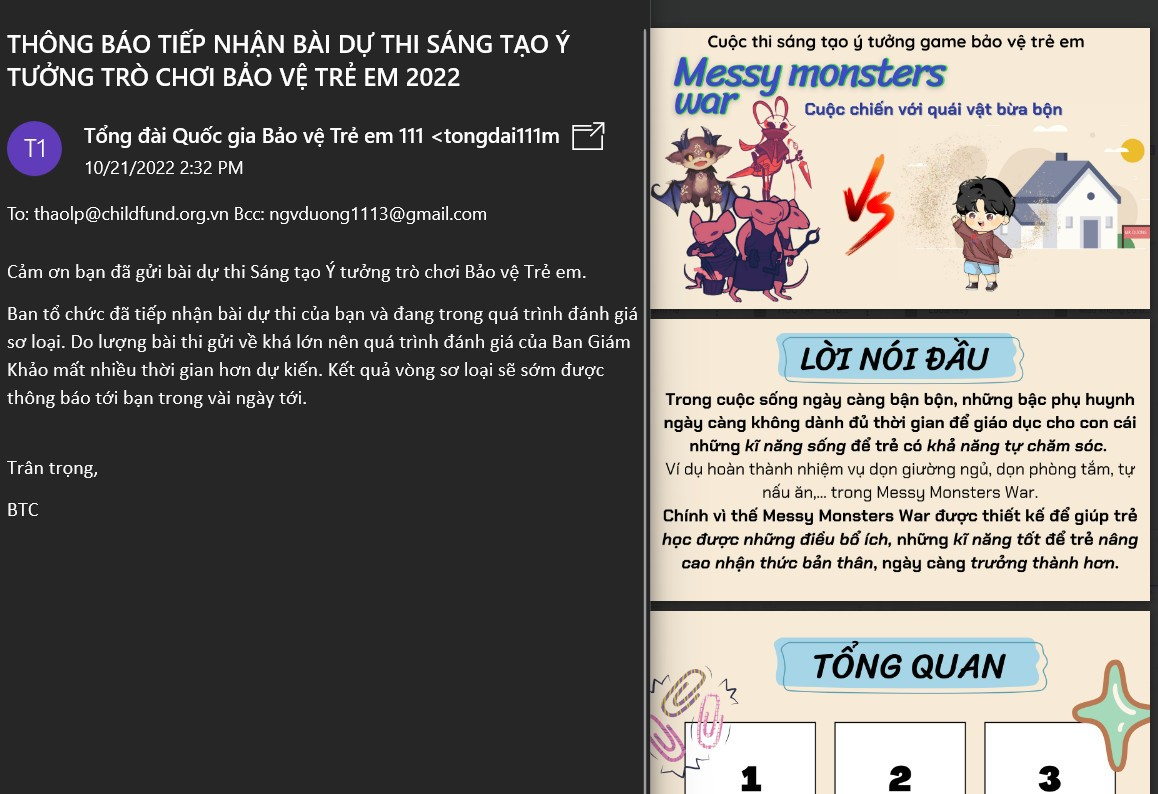 THÔNG BÁO TIẾP NHẬN BÀI DỰ THI SÁNG TẠO Ý
TƯỞNG TRÒ CHƠI BẢO VỆ TRẺ EM 2022
T1
Tổng đài Quốc gia Bảo vệ Trẻ em 111 <tongdai111m
10/21/2022 2:32 PM
To: thaolp@childfund.org.vn Bcc: ngvduong1113@gmail.com
Cảm ơn bạn đã gửi bài dự thi Sáng tạo Ý tưởng trò chơi Bảo vệ Trẻ em.
Ban tổ chức đã tiếp nhận bài dự thi của bạn và đang trong quá trình đánh giá
sơ loại. Do lượng bài thi gửi về khá lớn nên quá trình đánh giá của Ban Giám
Khảo mất nhiều thời gian hơn dự kiến. Kết quả vòng sơ loại sẽ sớm được
thông báo tới bạn trong vài ngày tới.
Trân trọng,
BTC
Cuộc thi sáng tạo ý tưởng game bảo vệ trẻ em
Messy monsters
war
Cuộc chiến với quái vật bừa bộn
VS
LỜI NÓI ĐẦU
Trong cuộc sống ngày càng bận bộn, những bậc phụ huynh
ngày càng không dành đủ thời gian để giáo dục cho con cái
những kĩ năng sống để trẻ có khả năng tự chăm sóc.
Ví dụ hoàn thành nhiệm vụ dọn giường ngủ, dọn phòng tắm, tự
nấu ăn,... trong Messy Monsters War.
Chính vì thế Messy Monsters War được thiết kế để giúp trẻ
học được những điều bổ ích, những kĩ năng tốt để trẻ nâng
cao nhận thức bản thân, ngày càng trưởng thành hơn.
TỔNG QUAN
1
2
3